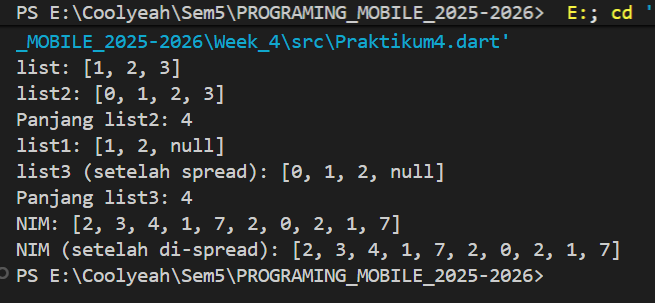 PS E:\Coolyeah\Sem5\PROGRAMING_MOBILE_2025-2026>  E:; cd '
_MOBILE_2025-2026\Week_4\src\Praktikum4.dart'
list: [1, 2, 3]
list2: [0, 1, 2, 3]
Panjang list2: 4
list1: [1, 2, null]
list3 (setelah spread): [0, 1, 2, null]
Panjang list3: 4
NIM: [2, 3, 4, 1, 7, 2, 0, 2, 1, 7]
NIM (setelah di-spread): [2, 3, 4, 1, 7, 2, 0, 2, 1, 7]
PS E:\Coolyeah\Sem5\PROGRAMING_MOBILE_2025-2026>